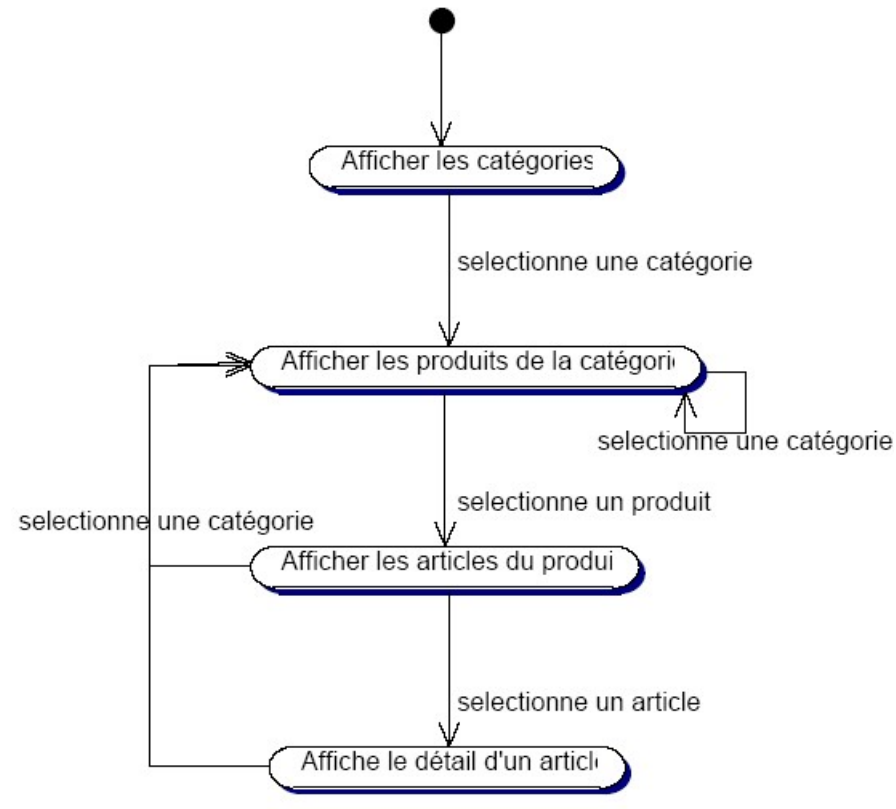 Afficher les catégories
selectionne une catégorie
Afficher les produits de la catégori
selectionne une catégorie
selectionne un produit
selectionne une catégorie
Afficher les articles du produi
selectionne un article
Affiche le détail d'un articl